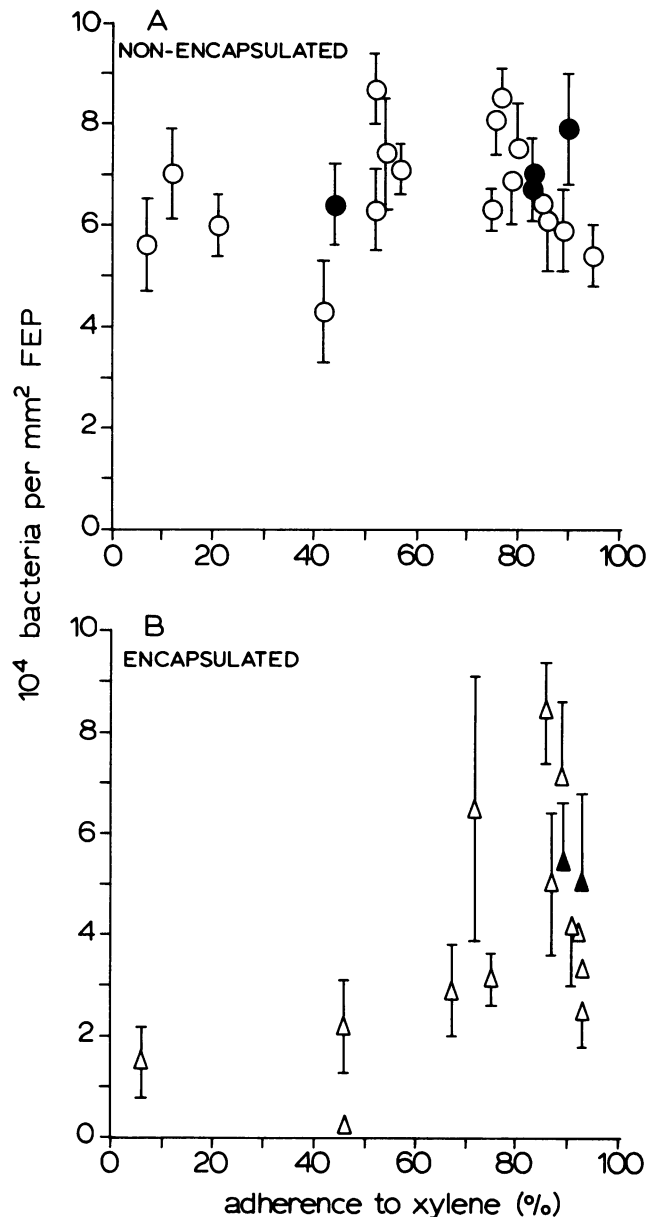 10⁴ bacteria per mm² FEP
A
NON-ENCAPSULATED
10
8
6
4
2
0
0 20 40 60 80 100
B
ENCAPSULATED
10
8
6
4
2
0
0 20 40 60 80 100
adherence to xylene (%)